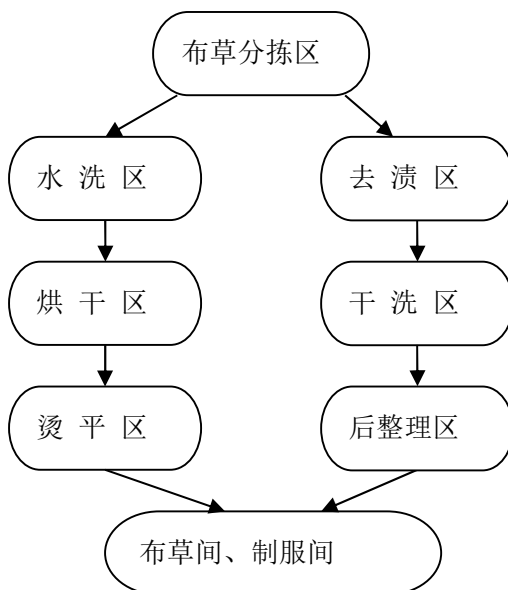 布草分拣区
水 洗 区
去 渍 区
烘 干 区
干 洗 区
烫 平 区
后整理区
布草间、制服间